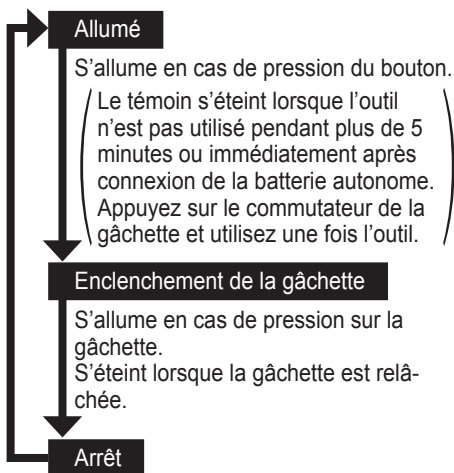 Allumé
S’allume en cas de pression du bouton.
Le témoin s’éteint lorsque l’outil
n’est pas utilisé pendant plus de 5
minutes ou immédiatement après
connexion de la batterie autonome.
Appuyez sur le commutateur de la
gâchette et utilisez une fois l’outil.
Enclenchement de la gâchette
S’allume en cas de pression sur la
gâchette.
S’éteint lorsque la gâchette est relâ-
chée.
Arrêt